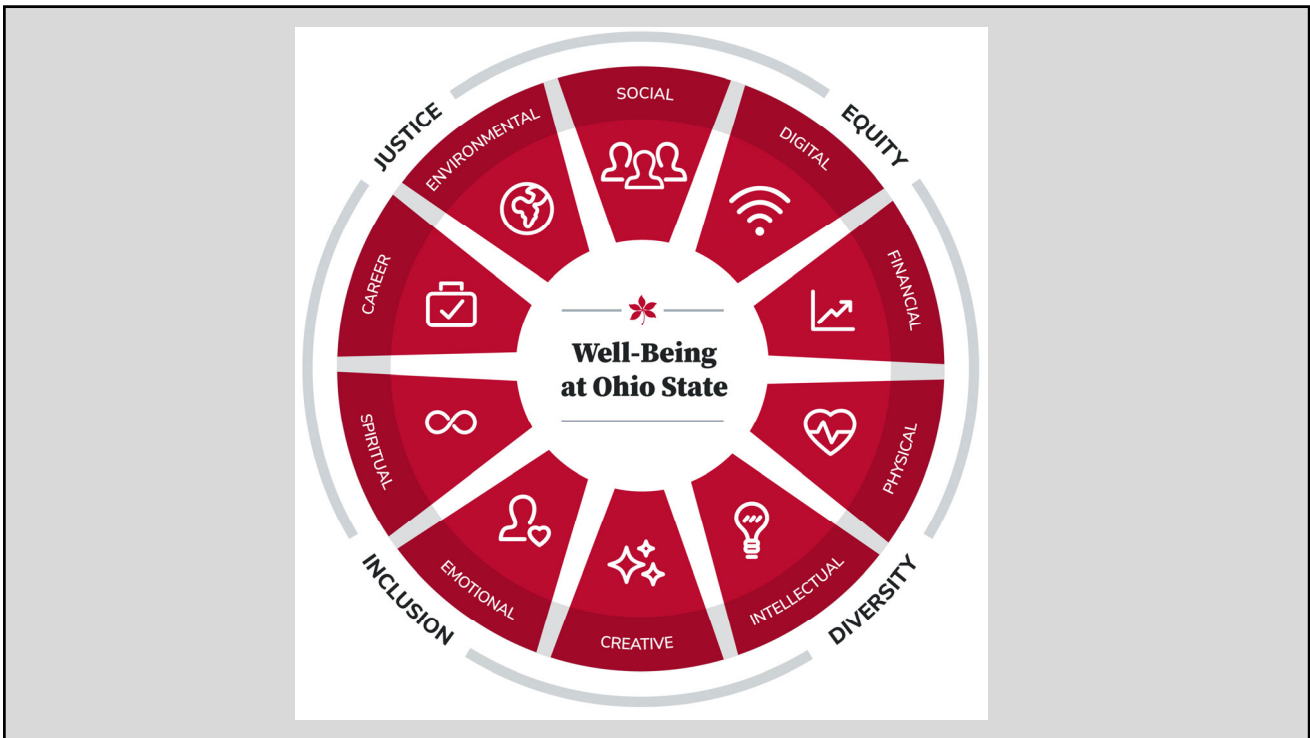 SOCIAL
DIGITAL
FINANCIAL
PHYSICAL
INTELLECTUAL
CREATIVE
EMOTIONAL
SPIRITUAL
CAREER
ENVIRONMENTAL
JUSTICE
EQUITY
DIVERSITY
INCLUSION
Well-Being
at Ohio State